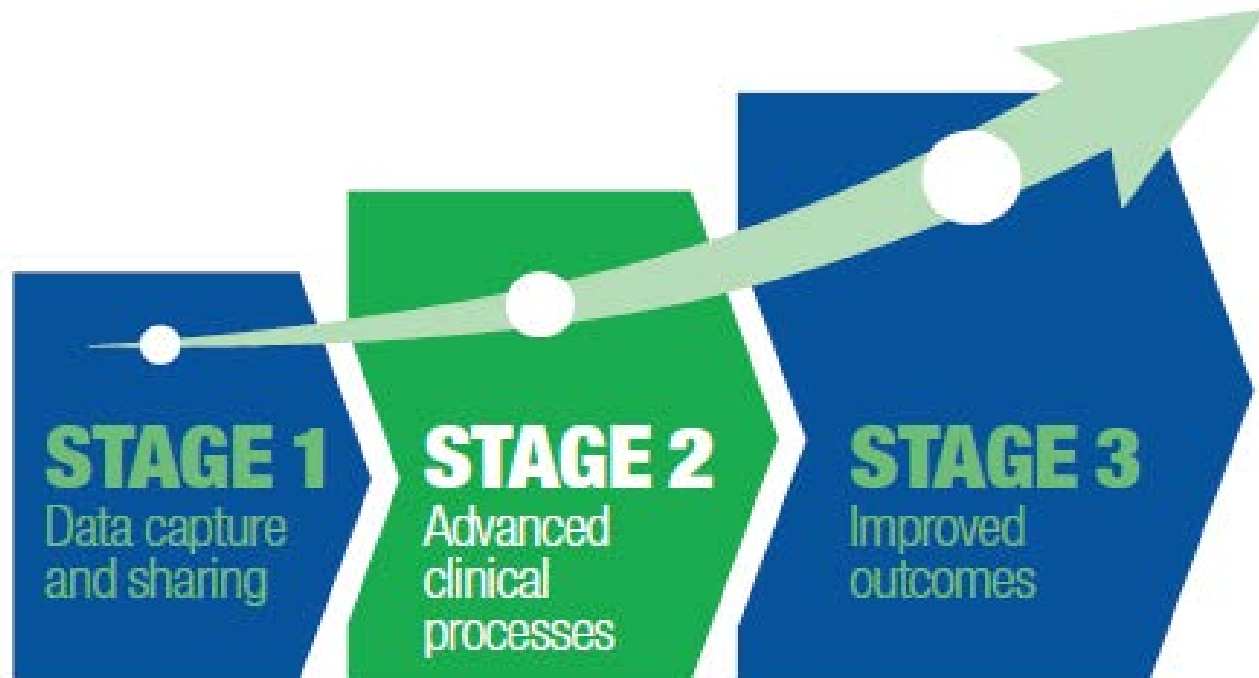 STAGE 1
Data capture
and sharing
STAGE 2
Advanced
clinical
processes
STAGE 3
Improved
outcomes